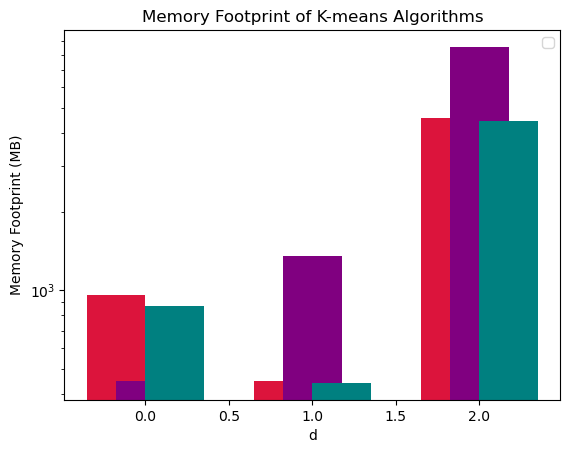 Memory Footprint of K-means Algorithms
Memory Footprint (MB)
10³
0.0 0.5 1.0 1.5 2.0
d